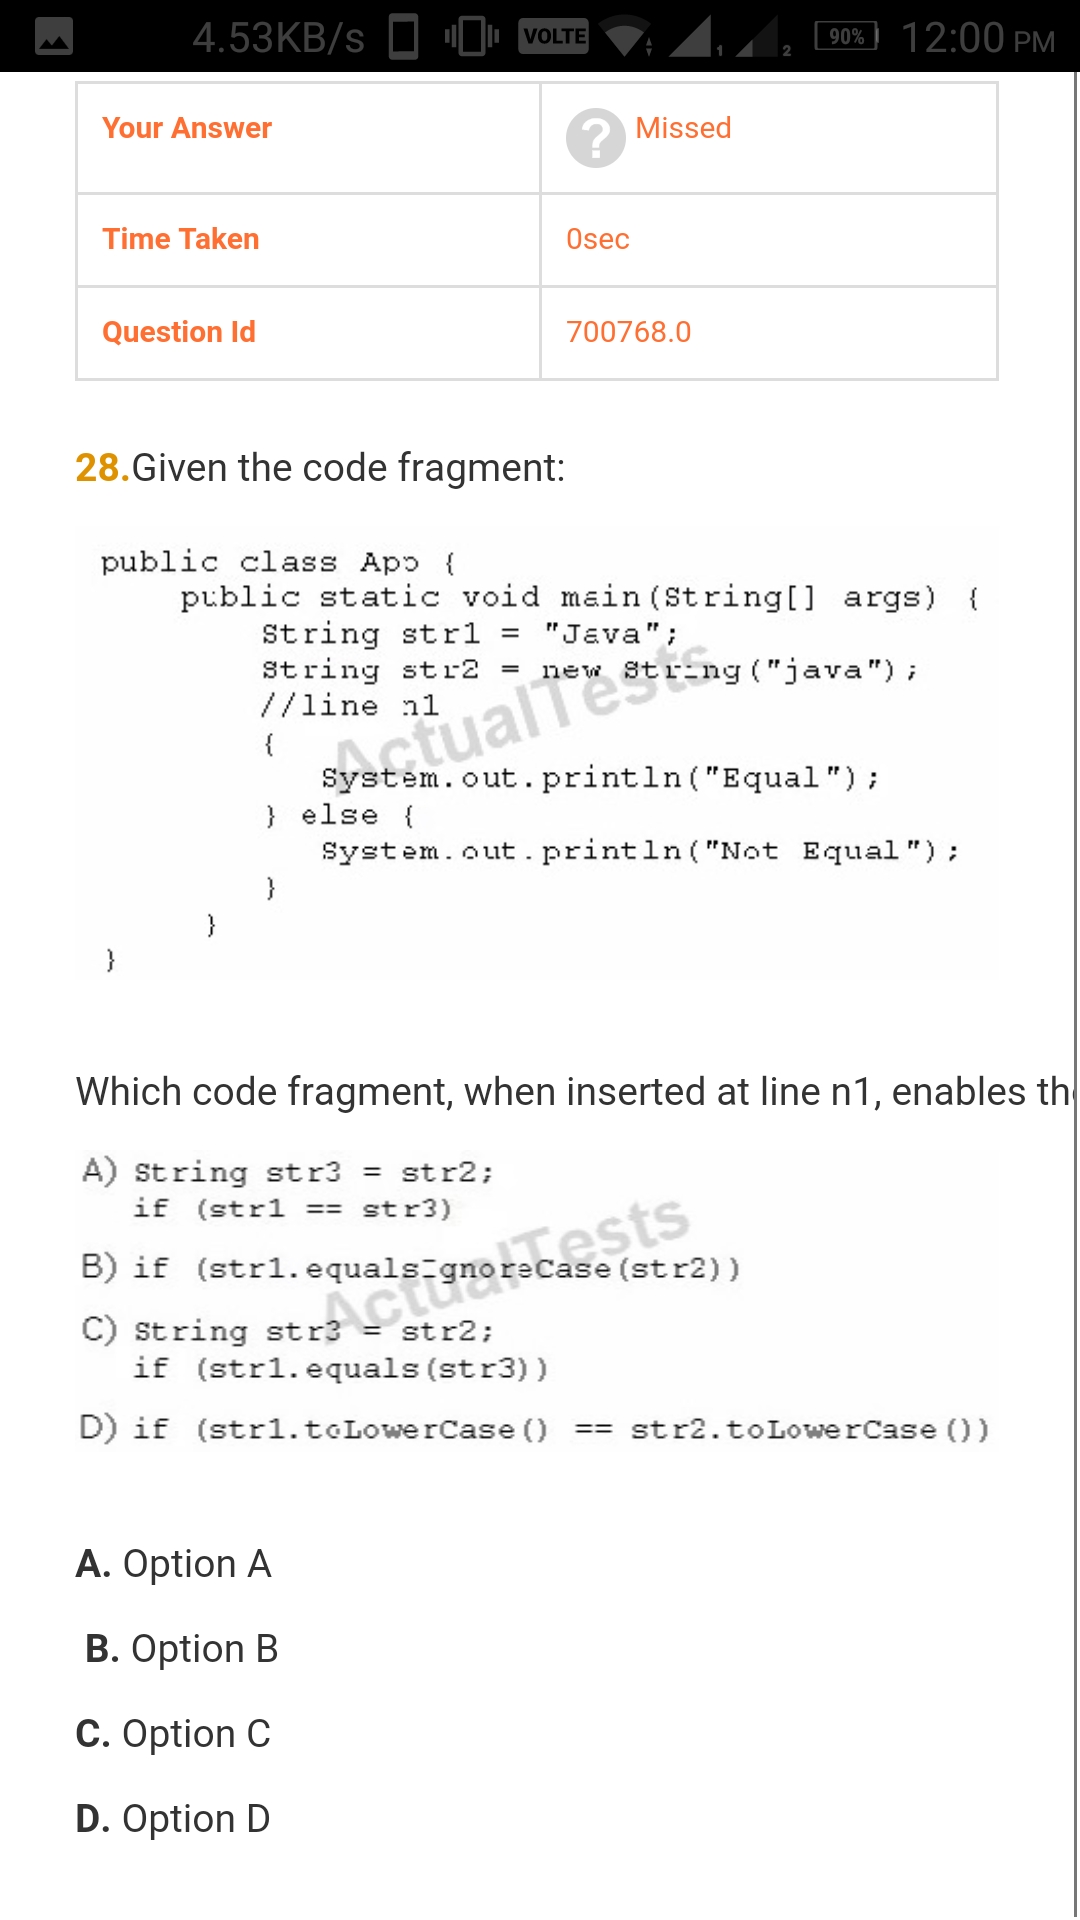 4.53KB/s VOLTE 1 2 90% 12:00 PM
Your Answer ? Missed
Time Taken 0sec
Question Id 700768.0
28.Given the code fragment:
public class App {
public static void main(String[] args) {
String str1 = "Java";
String str2 = new String("java");
//line n1
{
System.out.println("Equal");
} else {
System.out.println("Not Equal");
}
}
}
ActualTests
Which code fragment, when inserted at line n1, enables
A) String str3 = str2;
if (str1 == str3)
B) if (str1.equalsIgnoreCase(str2))
C) String str3 = str2;
if (str1.equals(str3))
D) if (str1.toLowerCase() == str2.toLowerCase())
ActualTests
A. Option A
B. Option B
C. Option C
D. Option D